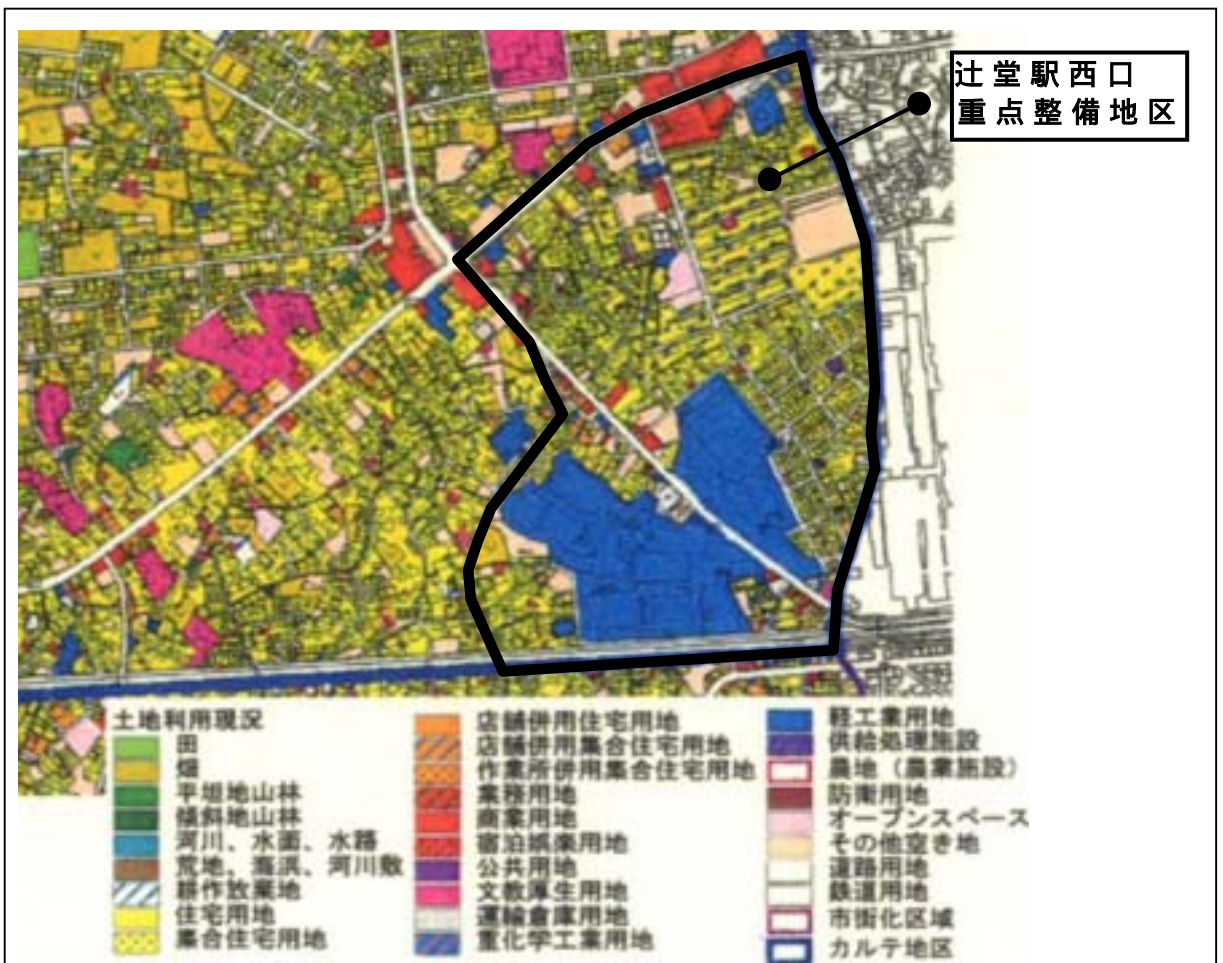 辻堂駅西口
重点整備地区
土地利用現況
田
畑
平坦地山林
傾斜地山林
河川、水面、水路
荒地、海浜、河川敷
耕作放棄地
住宅用地
集合住宅用地
店舗併用住宅用地
店舗併用集合住宅用地
作業所併用集合住宅用地
業務用地
商業用地
宿泊娯楽用地
公共用地
文教厚生用地
運輸倉庫用地
重化学工業用地
軽工業用地
供給処理施設
農地（農業施設）
防衛用地
オープンスペース
その他空き地
道路用地
鉄道用地
市街化区域
カルテ地区